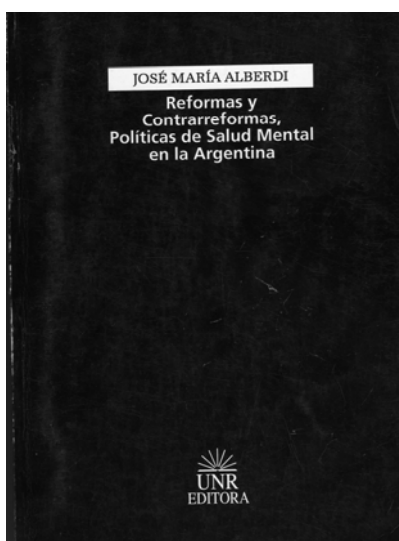 JOSÉ MARÍA ALBERDI
Reformas y
Contrarreformas,
Políticas de Salud Mental
en la Argentina
UNR
EDITORA